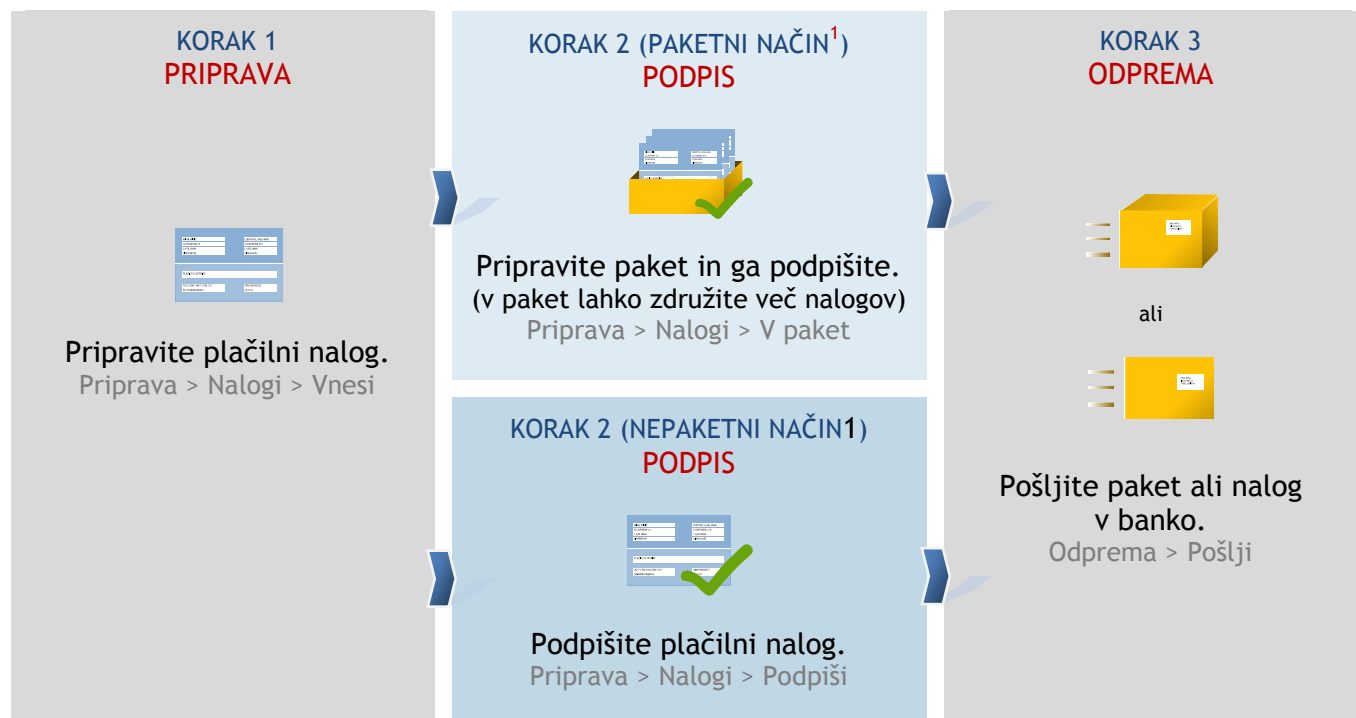 KORAK 1
PRIPRAVA
Pripravite plačilni nalog.
Priprava > Nalogi > Vnesi
KORAK 2 (PAKETNI NAČIN1)
PODPIS
Pripravite paket in ga podpišite.
(v paket lahko združite več nalogov)
Priprava > Nalogi > V paket
KORAK 2 (NEPAKETNI NAČIN1)
PODPIS
Podpišite plačilni nalog.
Priprava > Nalogi > Podpiši
KORAK 3
ODPREMA
ali
Pošljite paket ali nalog
v banko.
Odprema > Pošlji